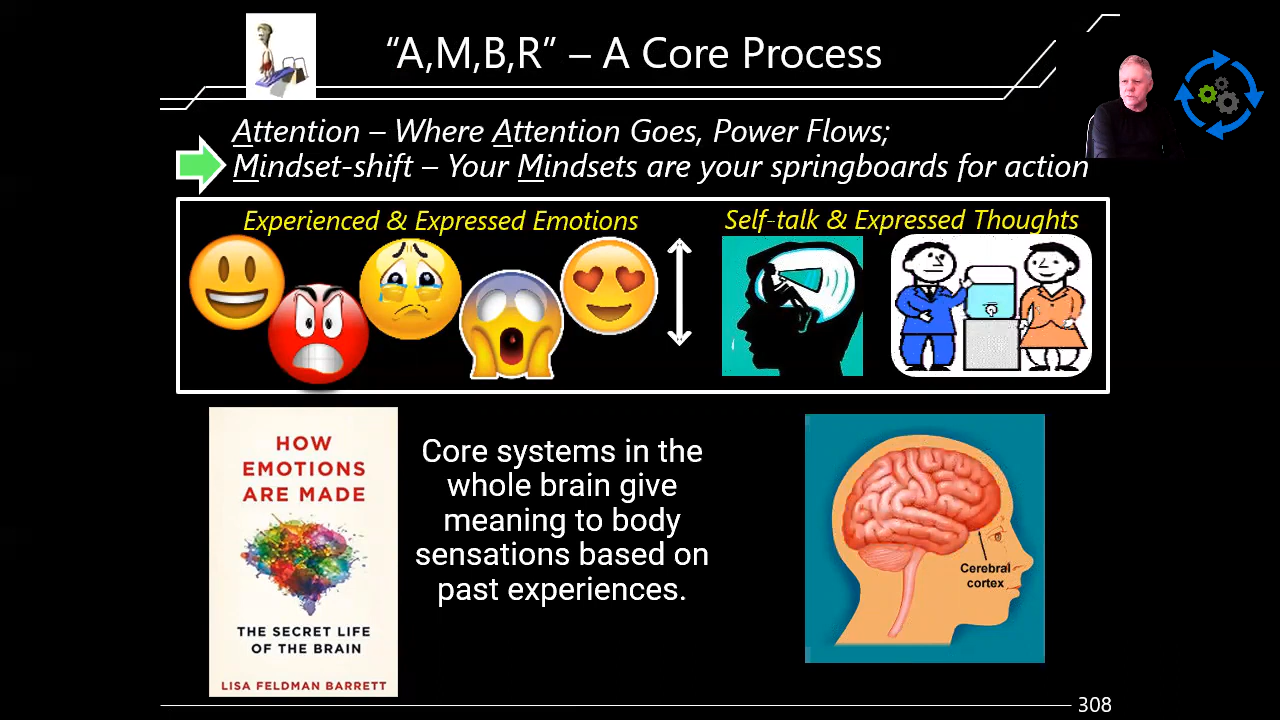 “A,M,B,R” – A Core Process
Attention – Where Attention Goes, Power Flows;
Mindset-shift – Your Mindsets are your springboards for action
Experienced & Expressed Emotions
Self-talk & Expressed Thoughts
HOW
EMOTIONS
ARE MADE
THE SECRET LIFE
OF THE BRAIN
LISA FELDMAN BARRETT
Core systems in the
whole brain give
meaning to body
sensations based on
past experiences.
Cerebral
cortex
308